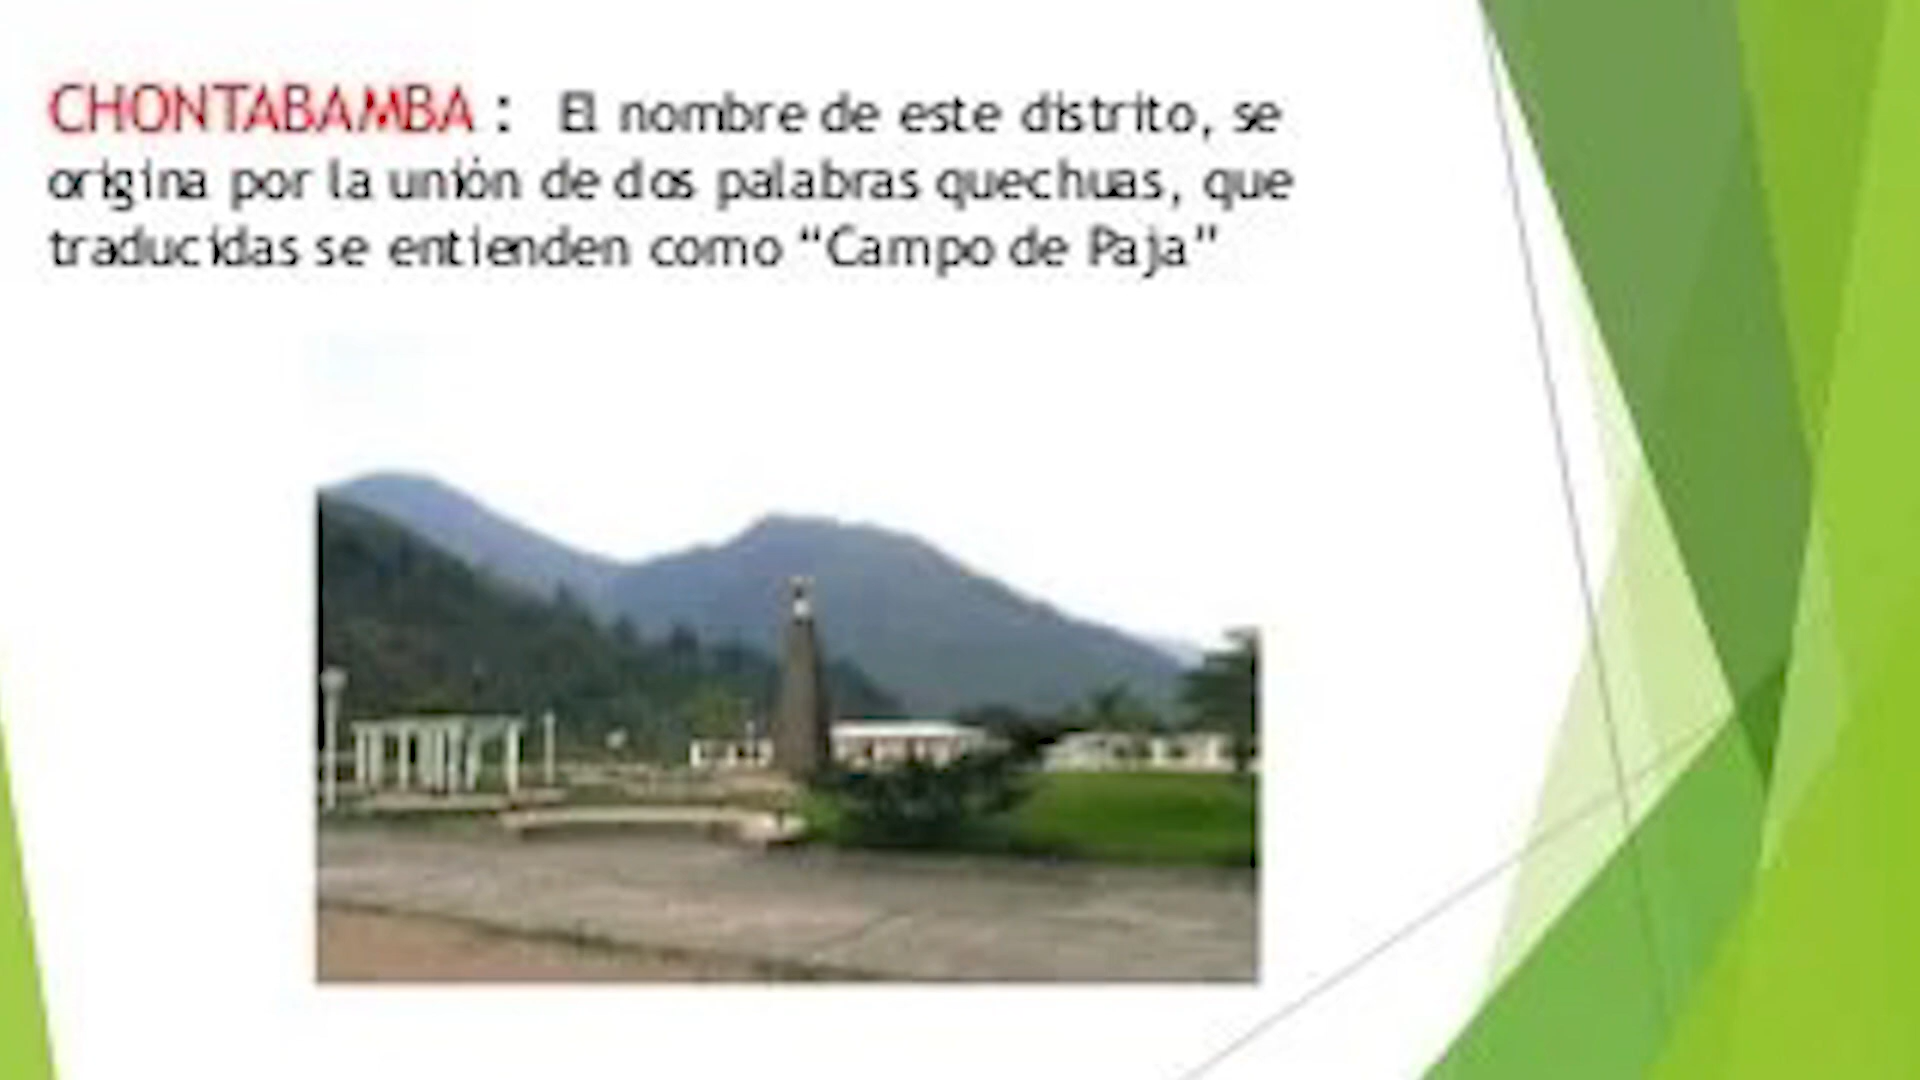 CHONTABAMBA : El nombre de este distrito, se
origina por la unión de dos palabras quechuas, que
traducidas se entienden como “Campo de Paja”